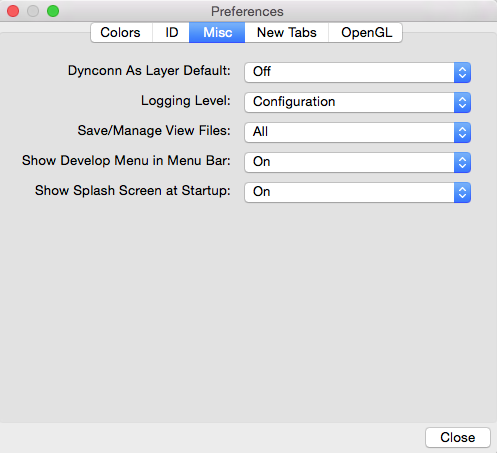 Preferences
Colors ID Misc New Tabs OpenGL
Dynconn As Layer Default: Off
Logging Level: Configuration
Save/Manage View Files: All
Show Develop Menu in Menu Bar: On
Show Splash Screen at Startup: On
Close